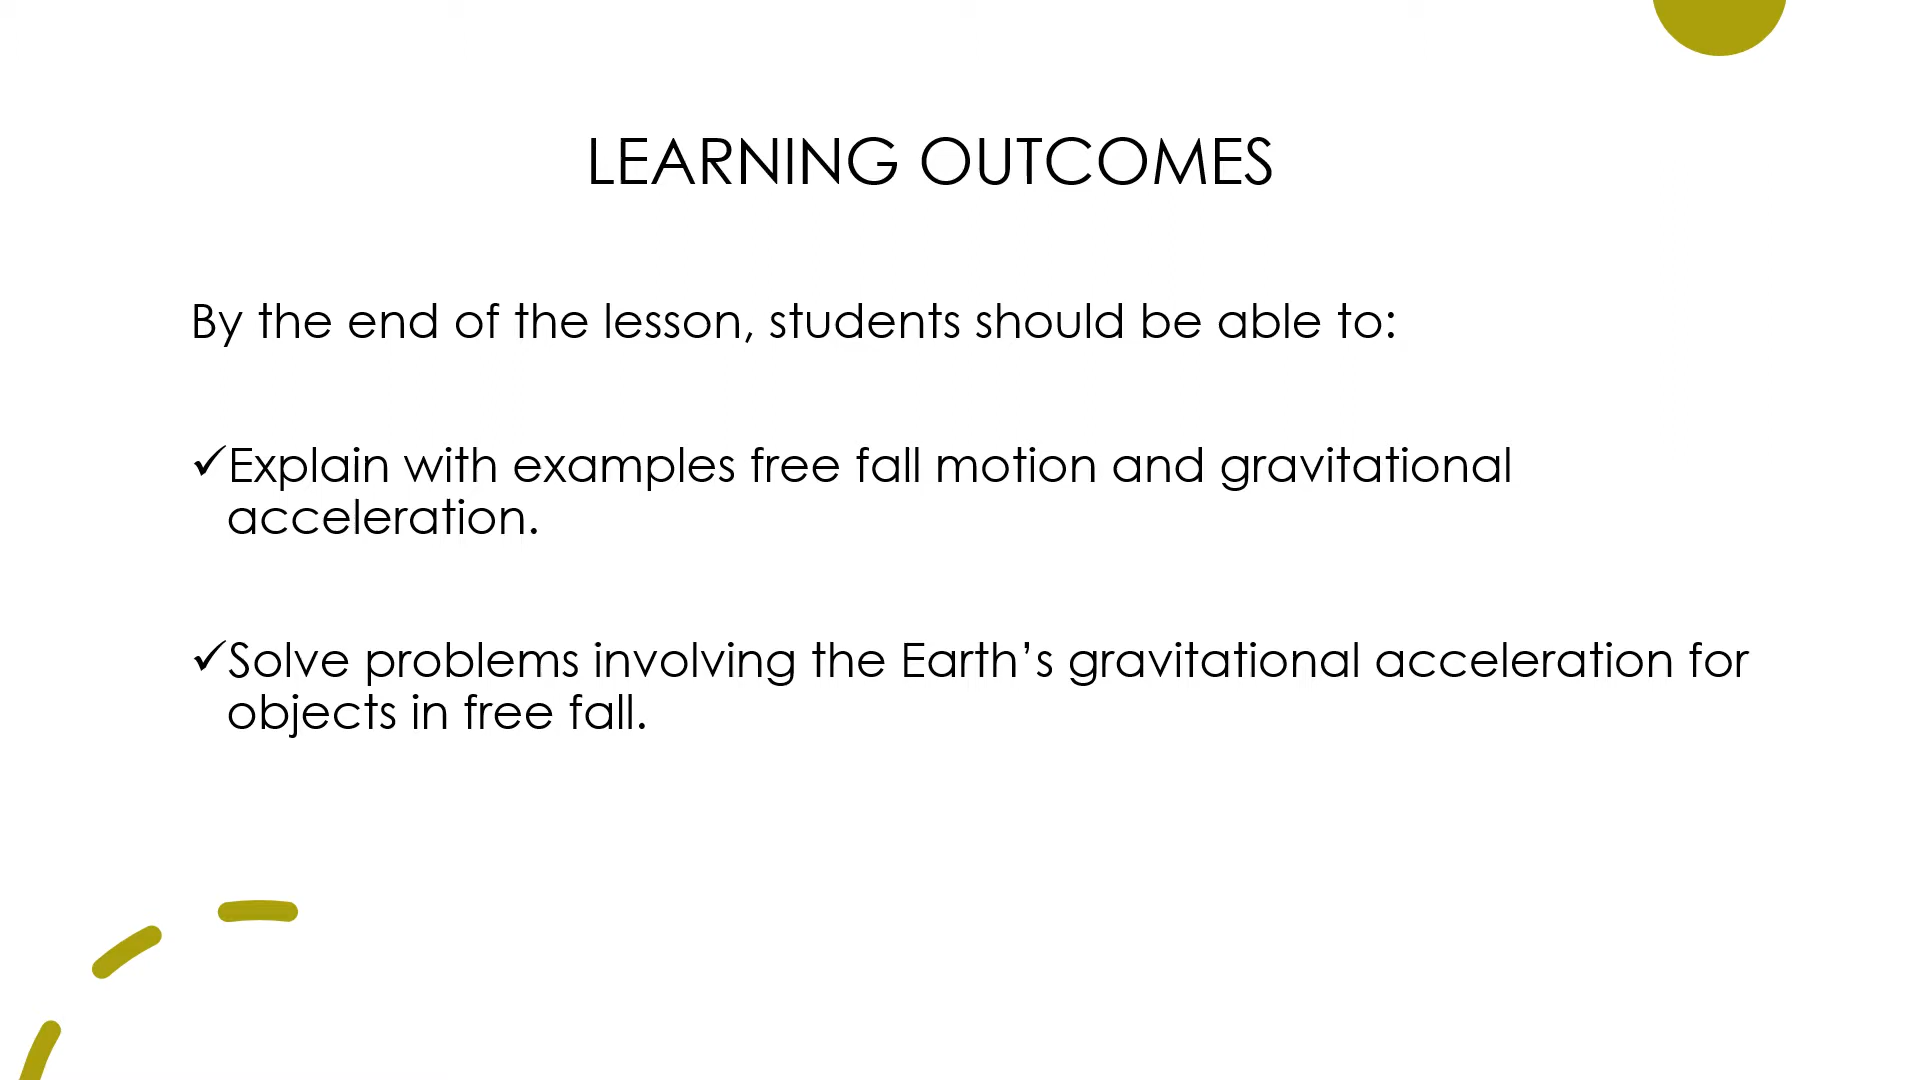 LEARNING OUTCOMES
By the end of the lesson, students should be able to:
✓Explain with examples free fall motion and gravitational
acceleration.
✓Solve problems involving the Earth’s gravitational acceleration for
objects in free fall.